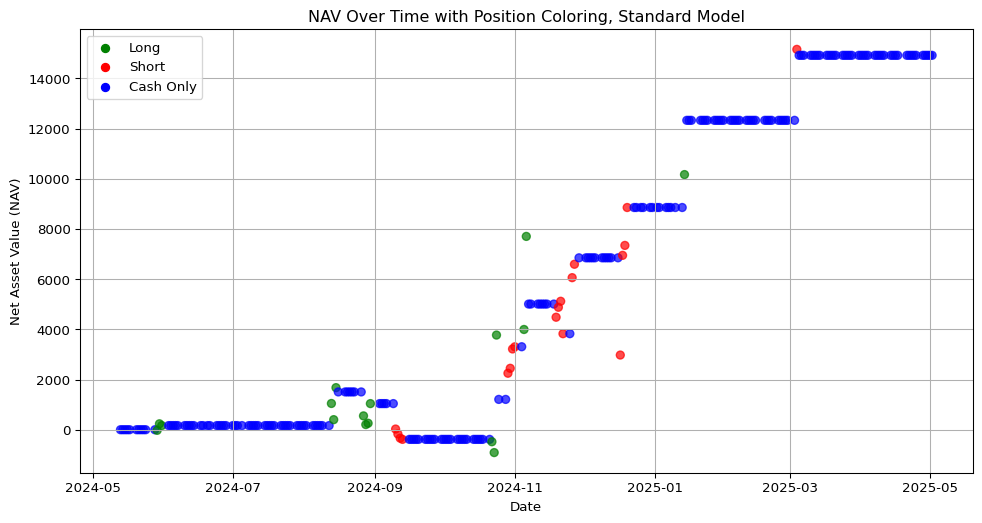 NAV Over Time with Position Coloring, Standard Model
Long
Short
Cash Only
Net Asset Value (NAV)
14000
12000
10000
8000
6000
4000
2000
0
2024-05
2024-07
2024-09
2024-11
2025-01
2025-03
2025-05
Date